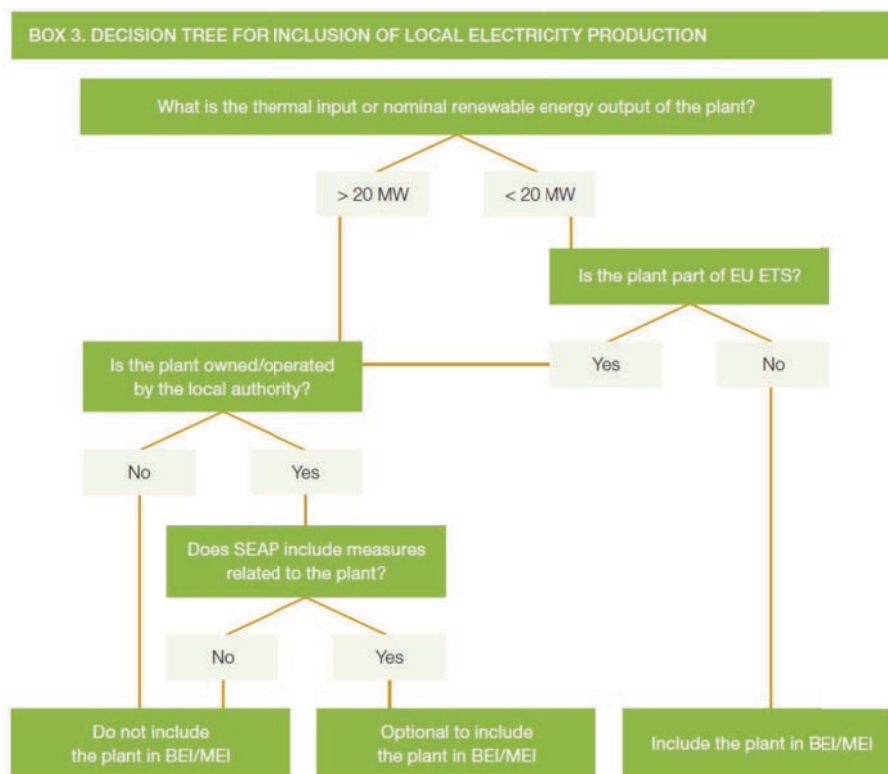 BOX 3. DECISION TREE FOR INCLUSION OF LOCAL ELECTRICITY PRODUCTION
What is the thermal input or nominal renewable energy output of the plant?
> 20 MW
< 20 MW
Is the plant part of EU ETS?
Is the plant owned/operated
by the local authority?
Yes
No
No
Yes
Does SEAP include measures
related to the plant?
No
Yes
Do not include
the plant in BEI/MEI
Optional to include
the plant in BEI/MEI
Include the plant in BEI/MEI